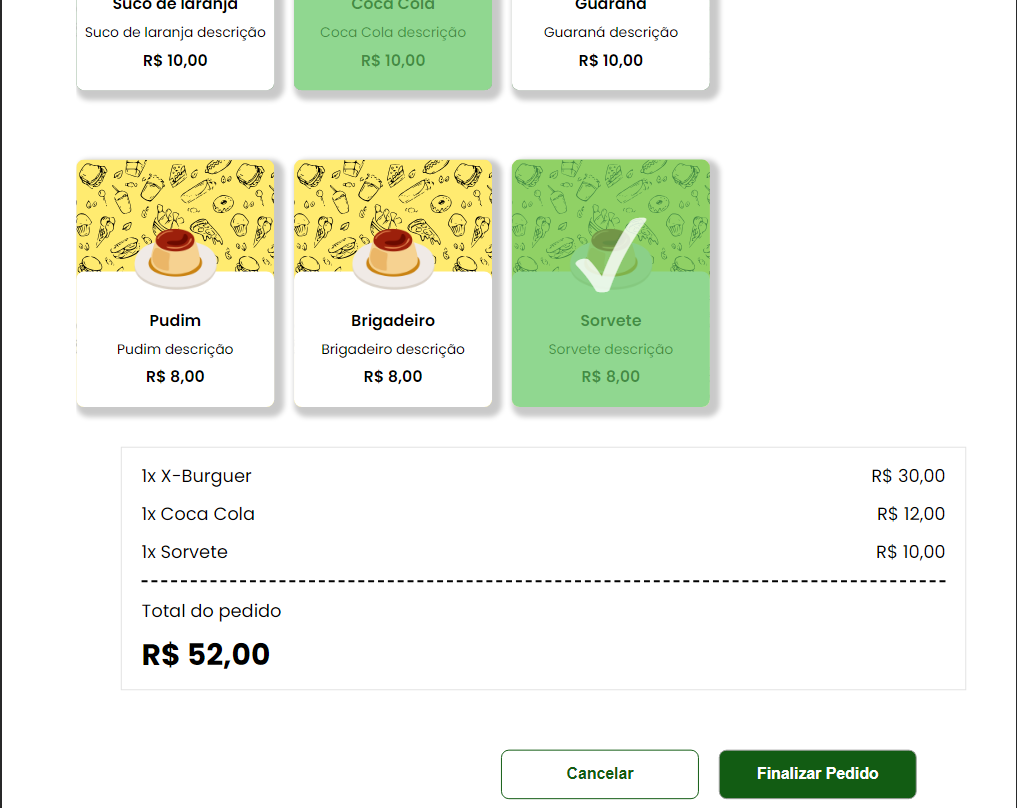 Suco de laranja
Coca Cola
Guaraná
Suco de laranja descrição
Coca Cola descrição
Guaraná descrição
R$ 10,00
R$ 10,00
R$ 10,00
Pudim
Brigadeiro
Sorvete
Pudim descrição
Brigadeiro descrição
Sorvete descrição
R$ 8,00
R$ 8,00
R$ 8,00
1x X-Burguer R$ 30,00
1x Coca Cola R$ 12,00
1x Sorvete R$ 10,00
Total do pedido
R$ 52,00
Cancelar
Finalizar Pedido